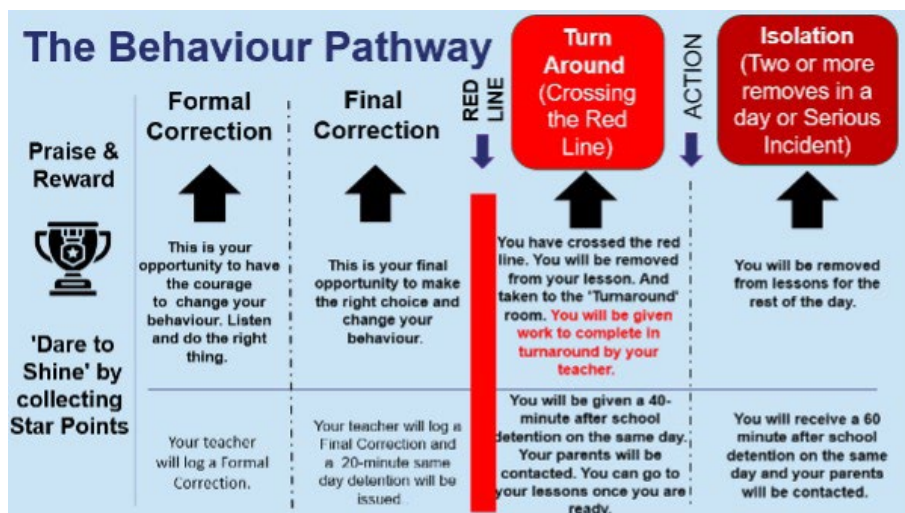 The Behaviour Pathway
Praise &
Reward
'Dare to
Shine' by
collecting
Star Points
Formal
Correction
This is your
opportunity to have
the courage
to change your
behaviour. Listen
and do the right
thing.
Your teacher
will log a Formal
Correction.
Final
Correction
This is your final
opportunity to make
the right choice and
change your
behaviour.
Your teacher will log a
Final Correction and
a 20-minute same
day detention will be
issued.
RED
LINE
Turn
Around
(Crossing
the Red
Line)
You have crossed the red
line. You will be removed
from your lesson. And
taken to the 'Turnaround'
room. You will be given
work to complete in
turnaround by your
teacher.
You will be given a 40-
minute after school
detention on the same day.
Your parents will be
contacted. You can go to
your lessons once you are
ready.
ACTION
Isolation
(Two or more
removes in a
day or Serious
Incident)
You will be removed
from lessons for the
rest of the day.
You will receive a 60
minute after school
detention on the same
day and your parents
will be contacted.